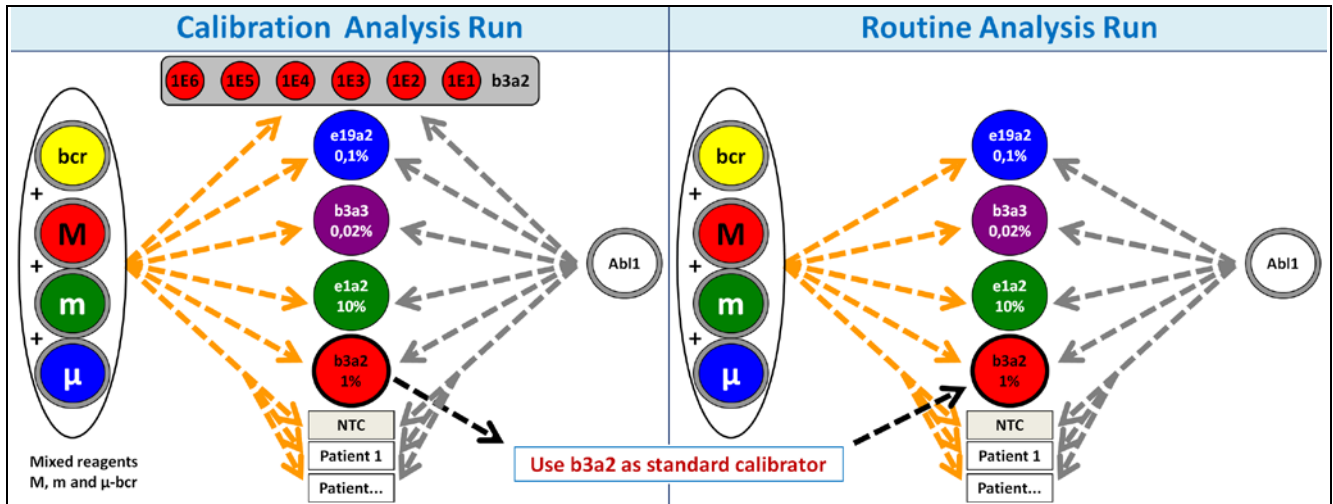 Calibration Analysis Run
1E6 1E5 1E4 1E3 1E2 1E1 b3a2
bcr
+
M
+
m
+
µ
e19a2
0,1%
b3a3
0,02%
e1a2
10%
b3a2
1%
NTC
Patient 1
Patient...
Abl1
Mixed reagents
M, m and µ-bcr
Use b3a2 as standard calibrator
Routine Analysis Run
bcr
+
M
+
m
+
µ
e19a2
0,1%
b3a3
0,02%
e1a2
10%
b3a2
1%
NTC
Patient 1
Patient...
Abl1